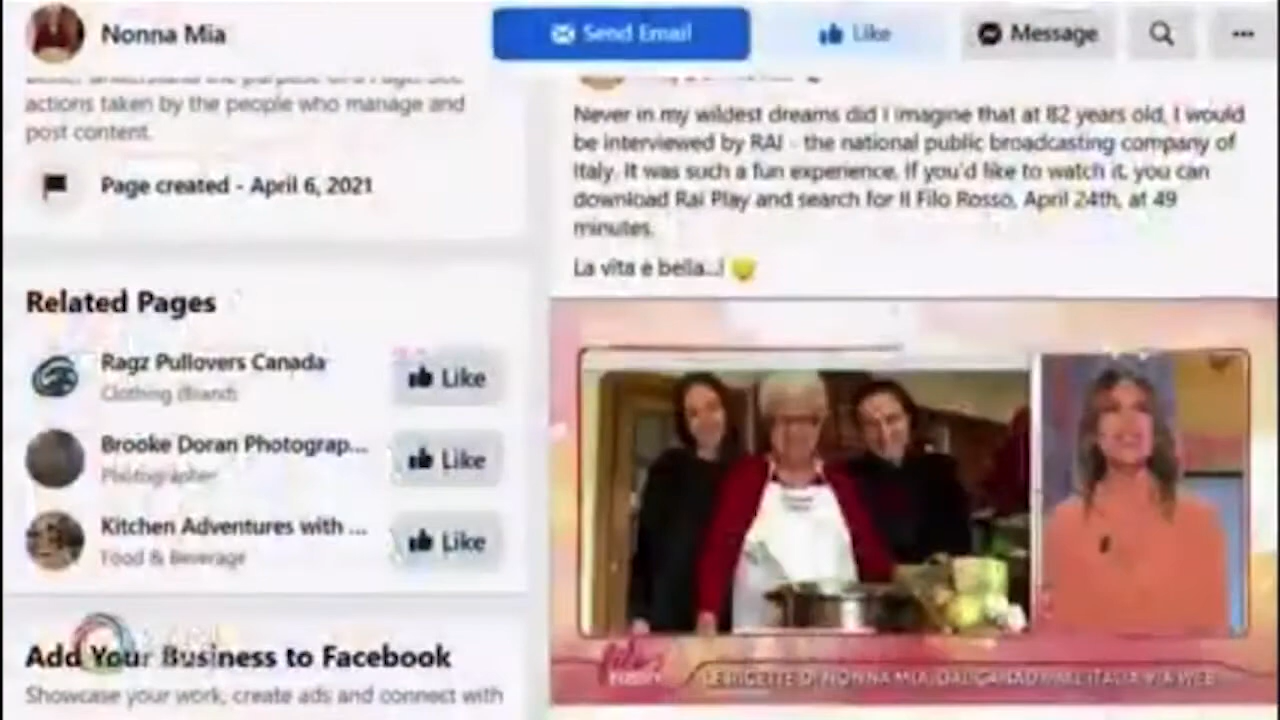 Nonna Mia
Send Email
Like
Message
...
actions taken by the people who manage and
post content.
Page created - April 6, 2021
Related Pages
Ragz Pullovers Canada
Clothing (Brand)
Like
Brooke Doran Photograp...
Photographer
Like
Kitchen Adventures with ...
Food & Beverage
Like
Add Your Business to Facebook
Showcase your work, create ads and connect with
Never in my wildest dreams did I imagine that at 82 years old, I would
be interviewed by RAI - the national public broadcasting company of
Italy. It was such a fun experience. If you'd like to watch it, you can
download Rai Play and search for Il Filo Rosso, April 24th, at 49
minutes.
La vita è bella...!
LE RICETTE DI NONNA MIA, DAL CANADA ALL'ITALIA VIA WEB